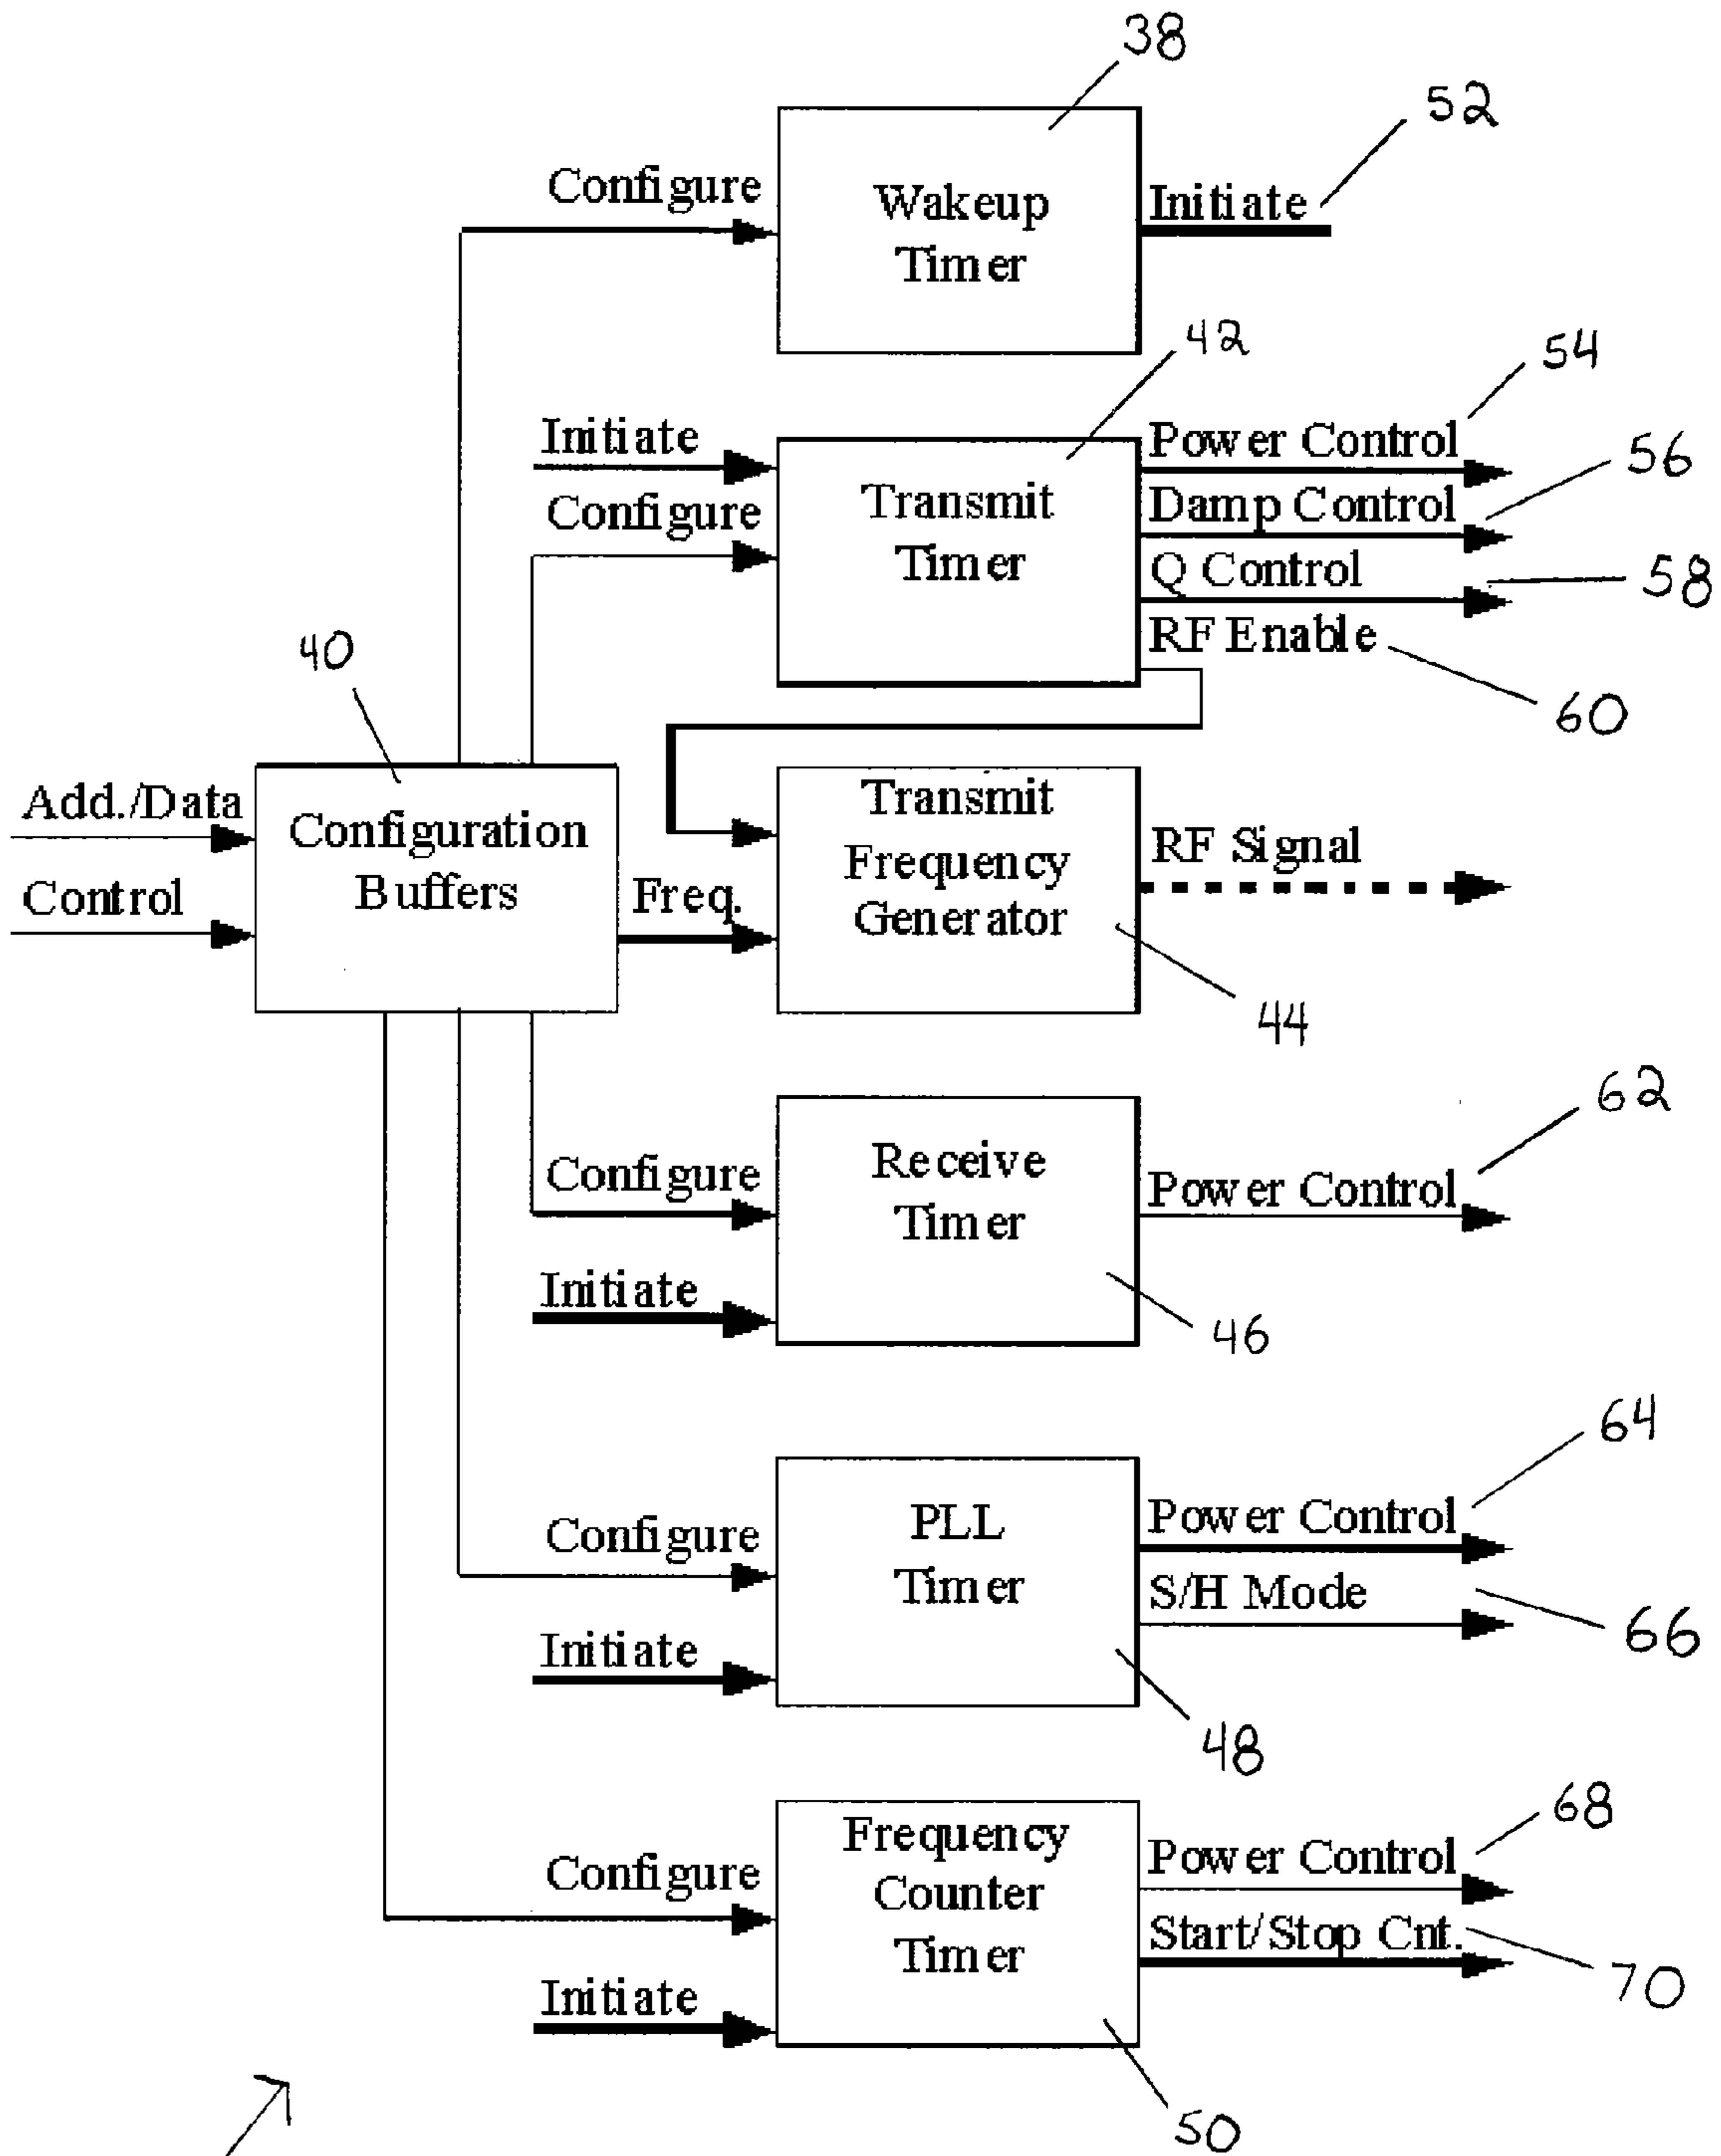 38
52
Configure
Wakeup
Timer
Initiate
42
54
Initiate
Configure
Transmit
Timer
Power Control
56
Damp Control
Q Control
58
RF Enable
60
40
Add./Data
Control
Configuration
Buffers
Freq.
Transmit
Frequency
Generator
RF Signal
44
62
Configure
Initiate
Receive
Timer
Power Control
46
64
Configure
Initiate
PLL
Timer
Power Control
S/H Mode
66
48
68
Configure
Initiate
Frequency
Counter
Timer
Power Control
Start/Stop Cnt.
70
50